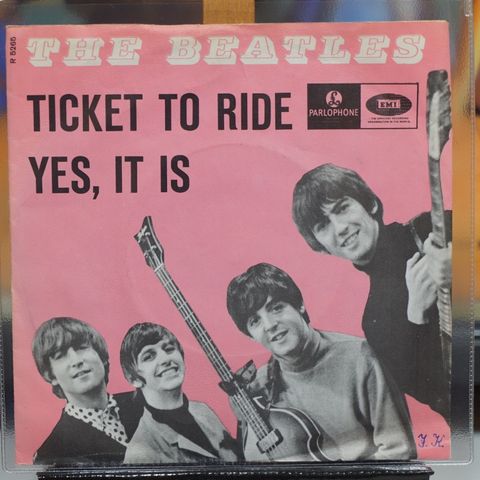 R 5265
THE BEATLES
TICKET TO RIDE
YES, IT IS
PARLOPHONE
EMI